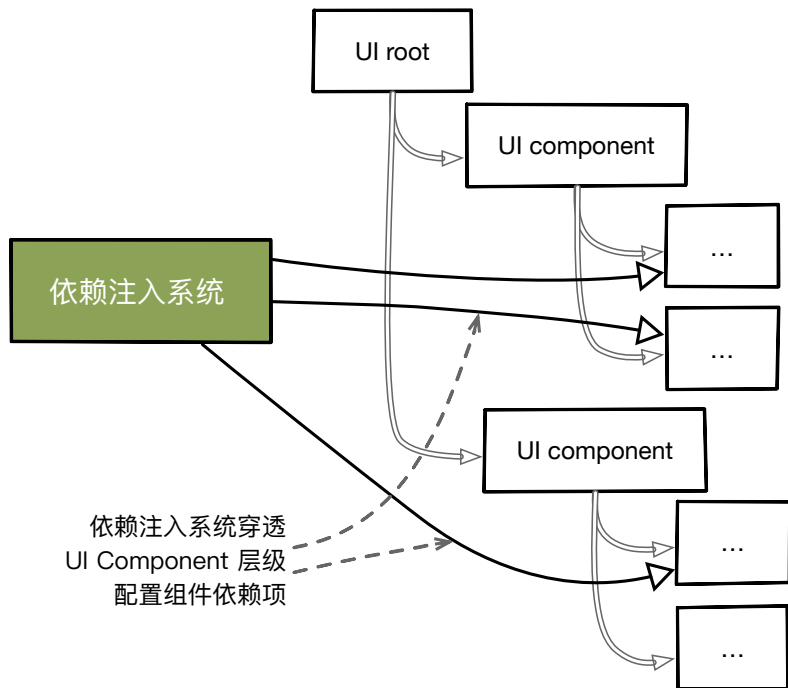 UI root
UI component
...
依赖注入系统
...
UI component
依赖注入系统穿透
UI Component 层级
配置组件依赖项
...
...